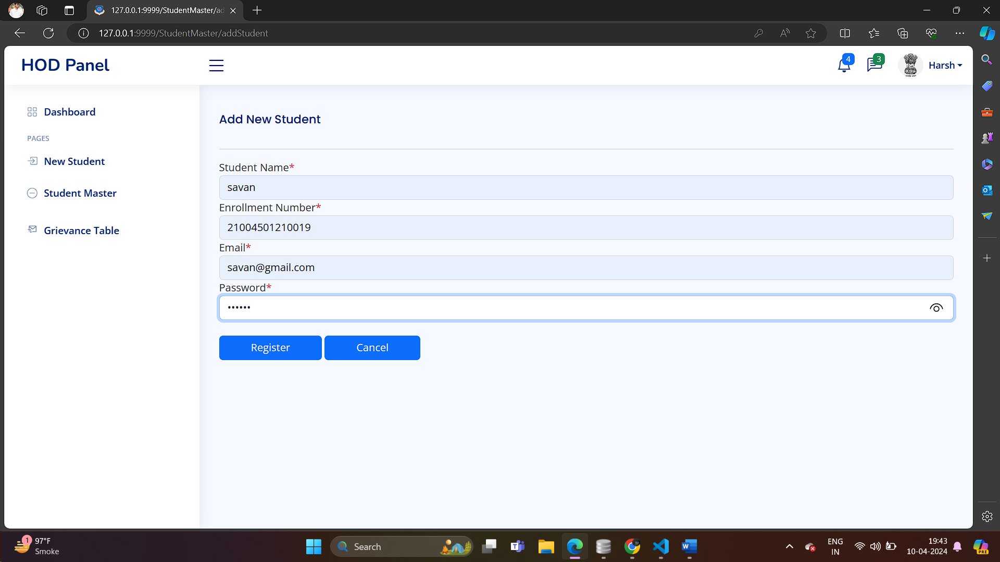 127.0.0.1:9999/StudentMaster/ad
127.0.0.1:9999/StudentMaster/addStudent
HOD Panel
4
3
Harsh
Dashboard
PAGES
New Student
Student Master
Grievance Table
Add New Student
Student Name*
savan
Enrollment Number*
21004501210019
Email*
savan@gmail.com
Password*
••••••
Register
Cancel
1
97°F
Smoke
Search
ENG
IN
19:43
10-04-2024
PRE